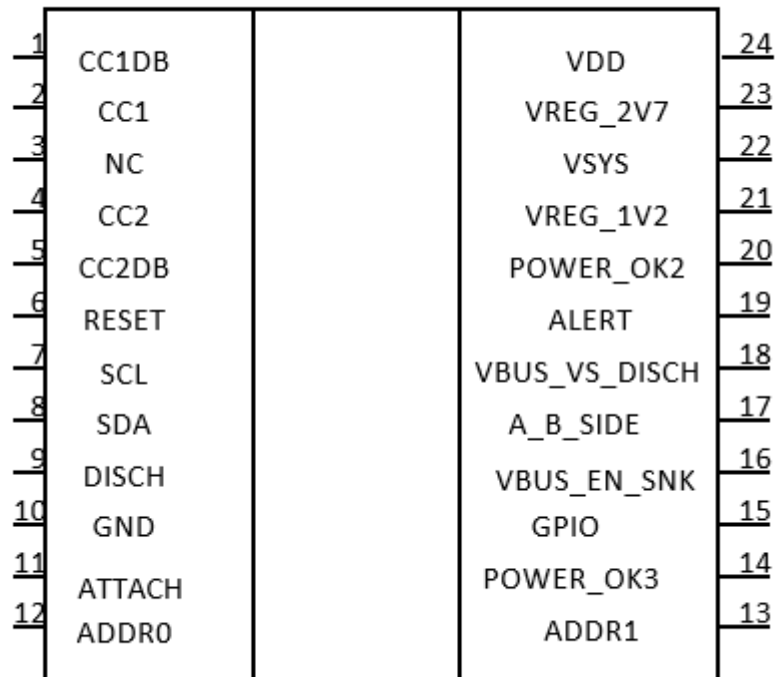 1 CC1DB VDD 24
2 CC1 VREG_2V7 23
3 NC VSYS 22
4 CC2 VREG_1V2 21
5 CC2DB POWER_OK2 20
6 RESET ALERT 19
7 SCL VBUS_VS_DISCH 18
8 SDA A_B_SIDE 17
9 DISCH VBUS_EN_SNK 16
10 GND GPIO 15
11 ATTACH POWER_OK3 14
12 ADDR0 ADDR1 13